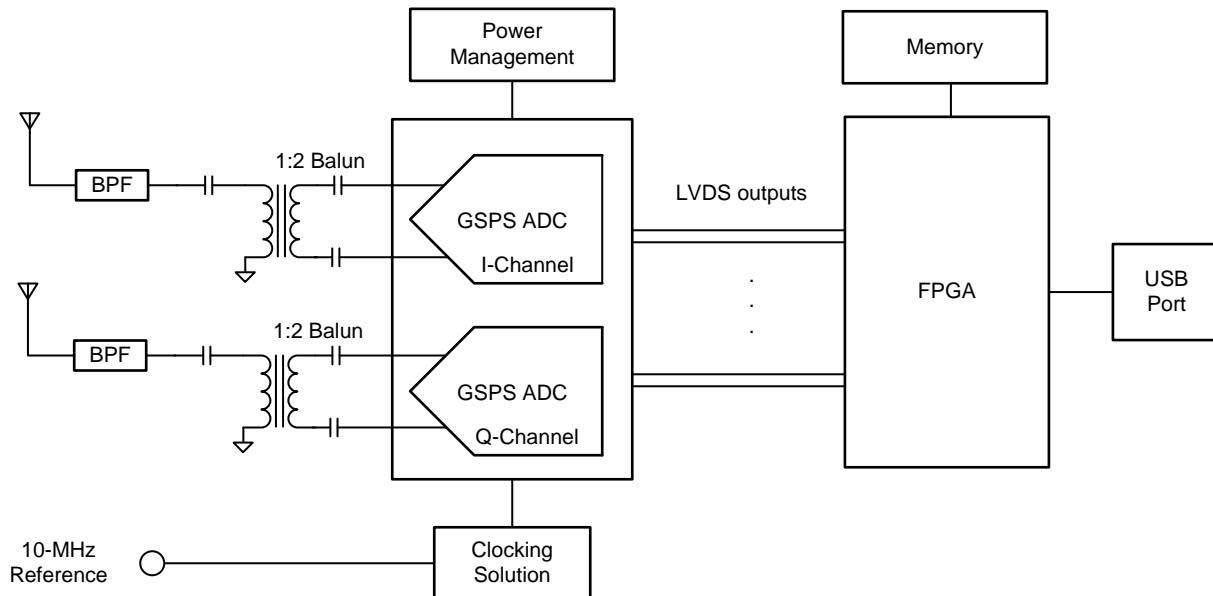 Power
Management
Memory
1:2 Balun
BPF
GSPS ADC
I-Channel
LVDS outputs
FPGA
USB
Port
1:2 Balun
BPF
GSPS ADC
Q-Channel
10-MHz
Reference
Clocking
Solution